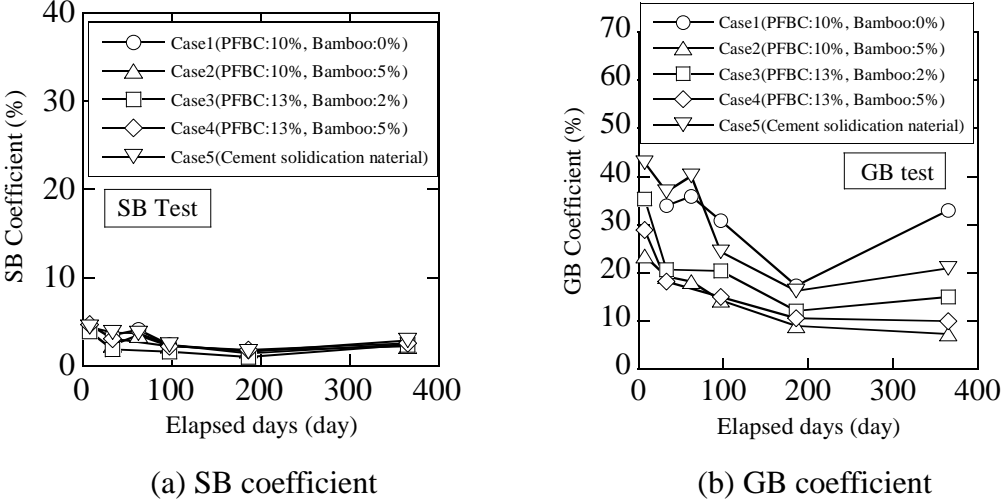 40
30
20
10
0
0
100
200
300
400
SB Coefficient (%)
Elapsed days (day)
Case1(PFBC:10%, Bamboo:0%)
Case2(PFBC:10%, Bamboo:5%)
Case3(PFBC:13%, Bamboo:2%)
Case4(PFBC:13%, Bamboo:5%)
Case5(Cement solidication naterial)
SB Test
(a) SB coefficient
70
60
50
40
30
20
10
0
0
100
200
300
400
GB Coefficient (%)
Elapsed days (day)
Case1(PFBC:10%, Bamboo:0%)
Case2(PFBC:10%, Bamboo:5%)
Case3(PFBC:13%, Bamboo:2%)
Case4(PFBC:13%, Bamboo:5%)
Case5(Cement solidication naterial)
GB test
(b) GB coefficient